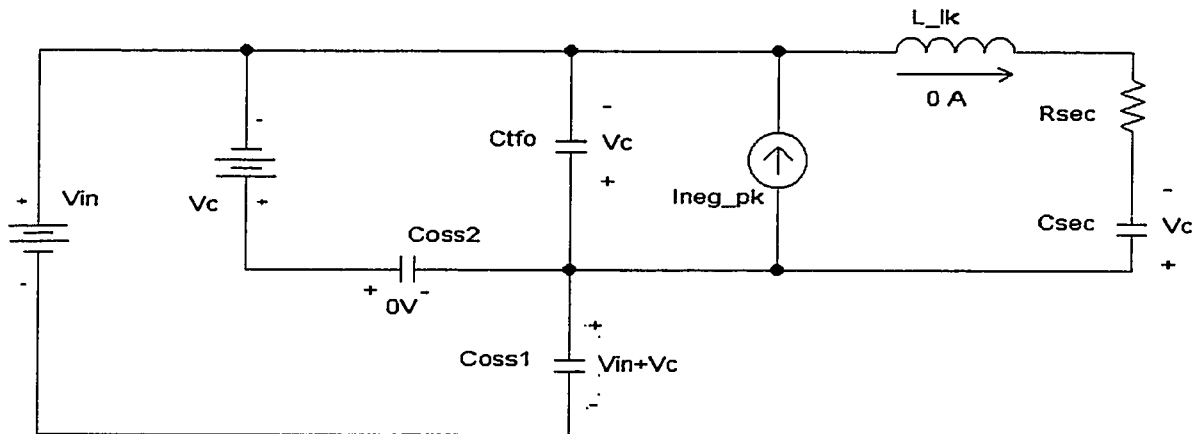 L_lk
0 A
Rsec
-
Ctfo
Vc
+
-
Vc
+
+
Vin
-
Ineg_pk
Csec
-
Vc
+
Coss2
+
0V
-
Coss1
+
Vin+Vc
-